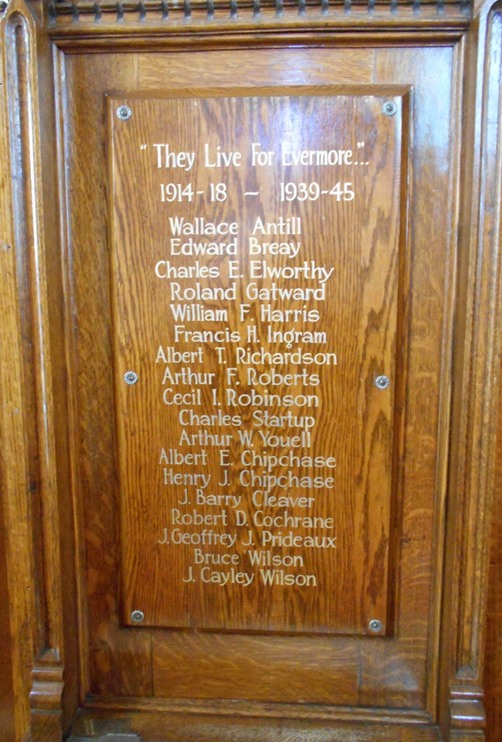 "They Live For Evermore"..
1914-18 – 1939-45
Wallace Antill
Edward Breay
Charles E. Elworthy
Roland Gatward
William F. Harris
Francis H. Ingram
Albert T. Richardson
Arthur F. Roberts
Cecil I. Robinson
Charles Startup
Arthur W. Youell
Albert E. Chipchase
Henry J. Chipchase
J. Barry Cleaver
Robert D. Cochrane
J. Geoffrey J. Prideaux
Bruce Wilson
J. Cayley Wilson